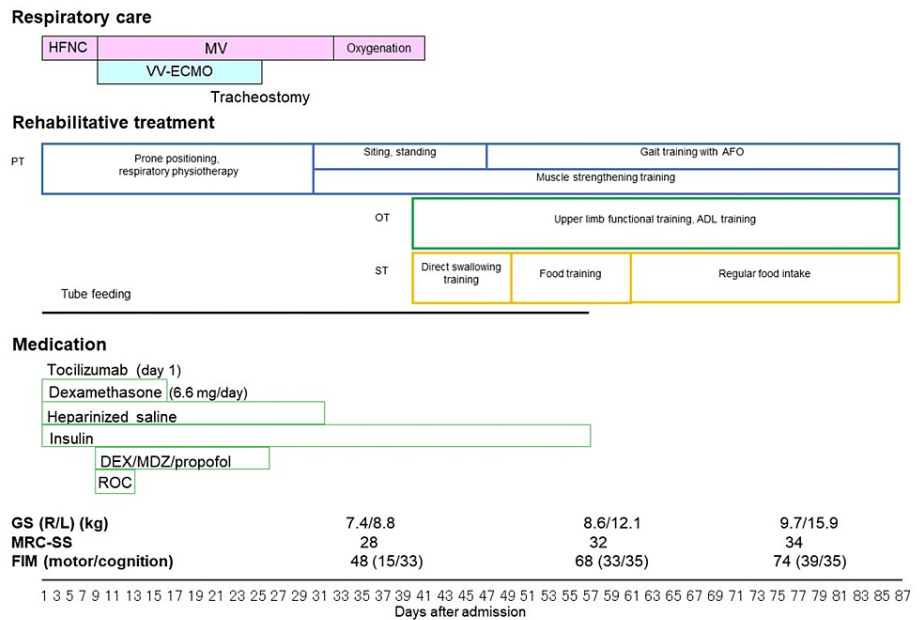 Respiratory care
HFNC MV Oxygenation
VV-ECMO
Tracheostomy
Rehabilitative treatment
PT
Prone positioning,
respiratory physiotherapy
Siting, standing
Gait training with AFO
Muscle strengthening training
OT
Upper limb functional training, ADL training
ST
Direct swallowing
training
Food training
Regular food intake
Tube feeding
Medication
Tocilizumab (day 1)
Dexamethasone (6.6 mg/day)
Heparinized saline
Insulin
DEX/MDZ/propofol
ROC
GS (R/L) (kg) 7.4/8.8 8.6/12.1 9.7/15.9
MRC-SS 28 32 34
FIM (motor/cognition) 48 (15/33) 68 (33/35) 74 (39/35)
1 3 5 7 9 11 13 15 17 19 21 23 25 27 29 31 33 35 37 39 41 43 45 47 49 51 53 55 57 59 61 63 65 67 69 71 73 75 77 79 81 83 85 87
Days after admission